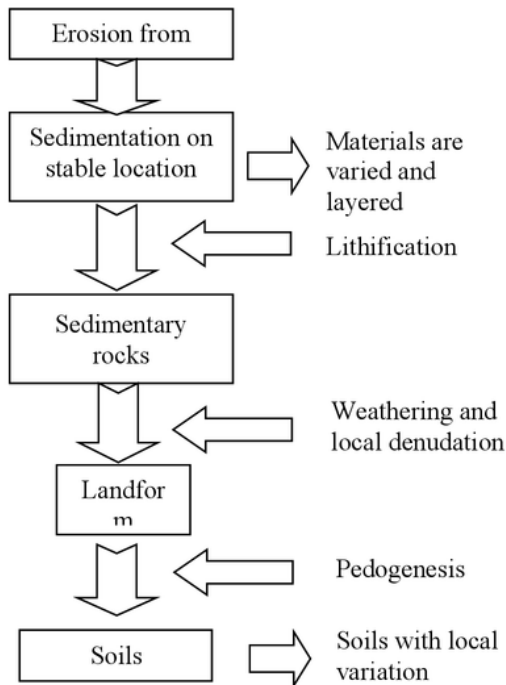 Erosion from
Sedimentation on
stable location
Materials are
varied and
layered
Lithification
Sedimentary
rocks
Weathering and
local denudation
Landfor
m
Pedogenesis
Soils
Soils with local
variation